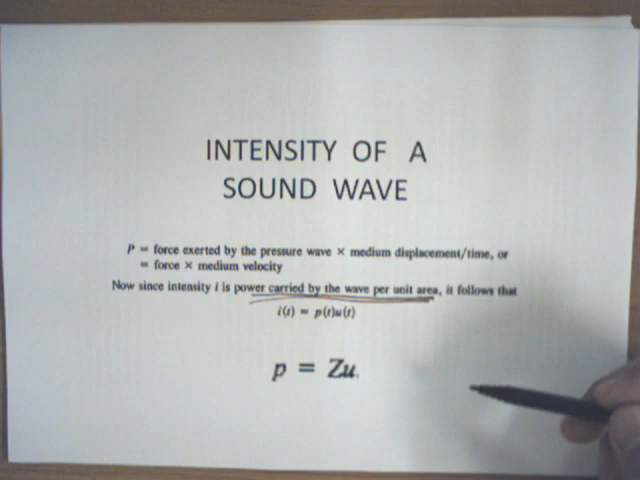 INTENSITY OF A
SOUND WAVE
P = force exerted by the pressure wave × medium displacement/time, or
= force × medium velocity
Now since intensity i is power carried by the wave per unit area, it follows that
i(t) = p(t)u(t)
p = Zu.